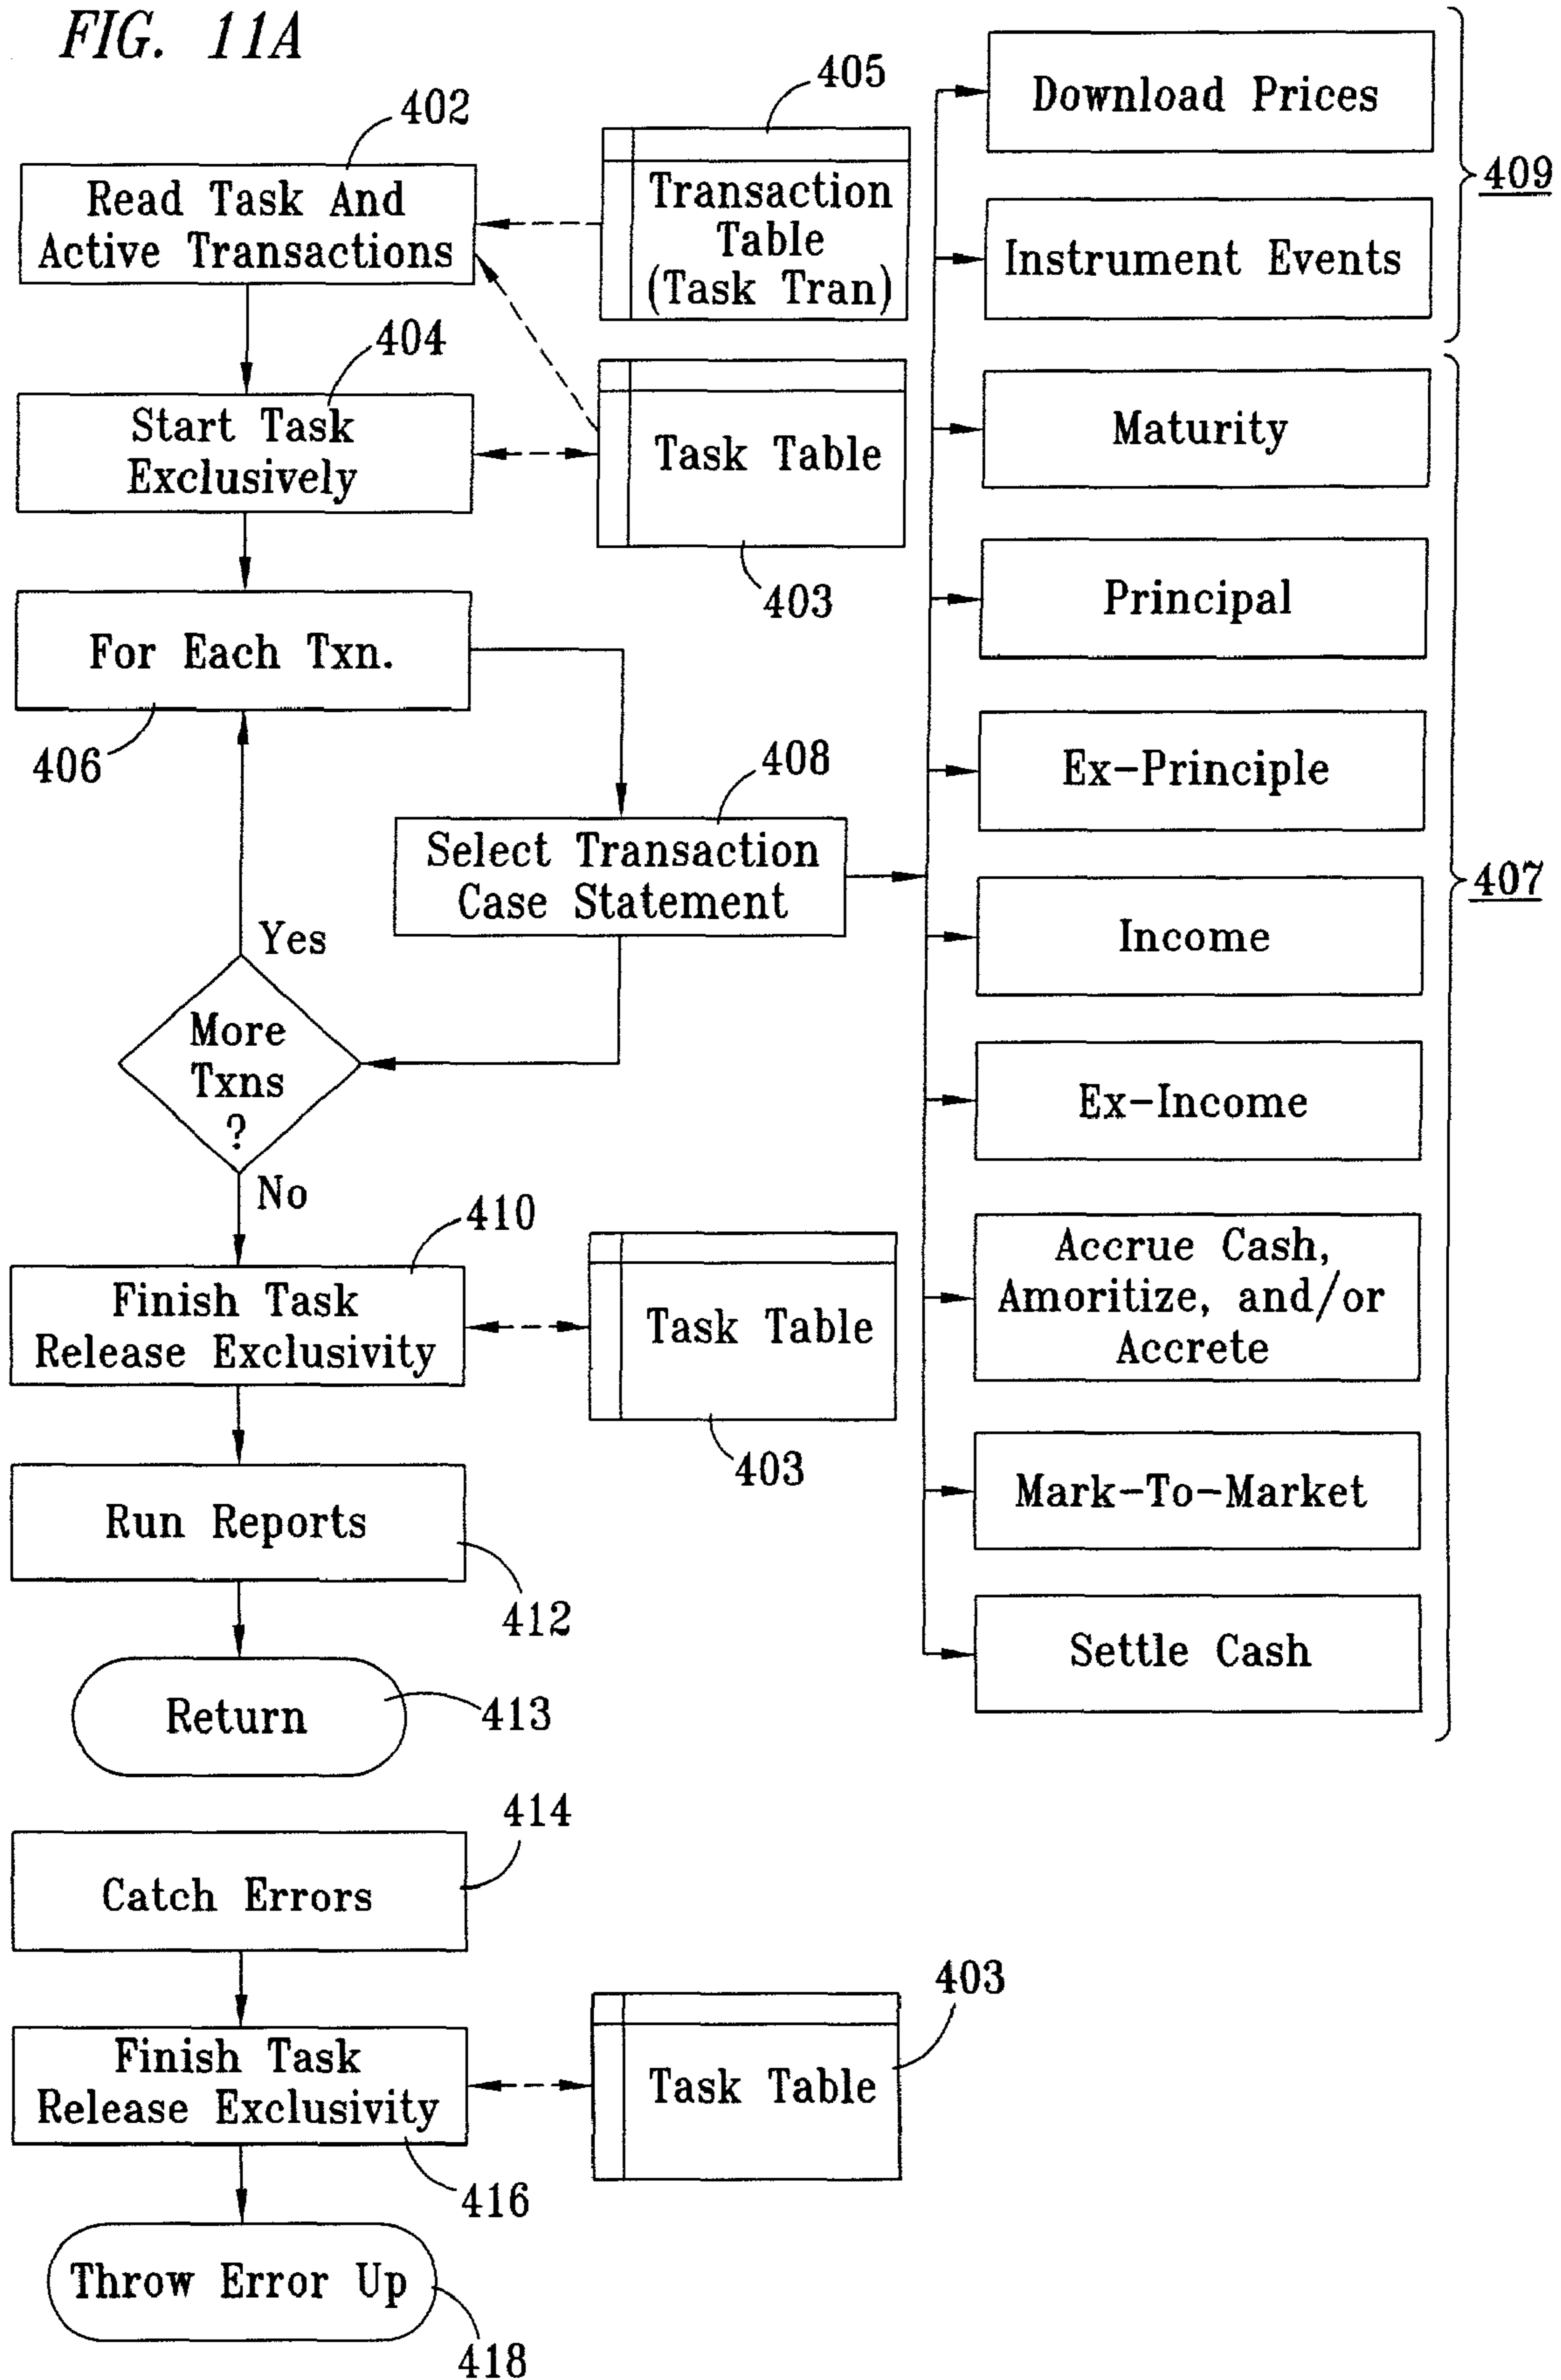 FIG. 11A
402
Read Task And
Active Transactions
405
Transaction
Table
(Task Tran)
404
Start Task
Exclusively
Task Table
403
For Each Txn.
406
408
Select Transaction
Case Statement
Yes
More
Txns
?
No
410
Finish Task
Release Exclusivity
Task Table
403
Run Reports
412
Return
413
Download Prices
Instrument Events
409
Maturity
Principal
Ex-Principle
Income
Ex-Income
Accrue Cash,
Amoritize, and/or
Accrete
Mark-To-Market
Settle Cash
407
414
Catch Errors
Finish Task
Release Exclusivity
416
Task Table
403
Throw Error Up
418